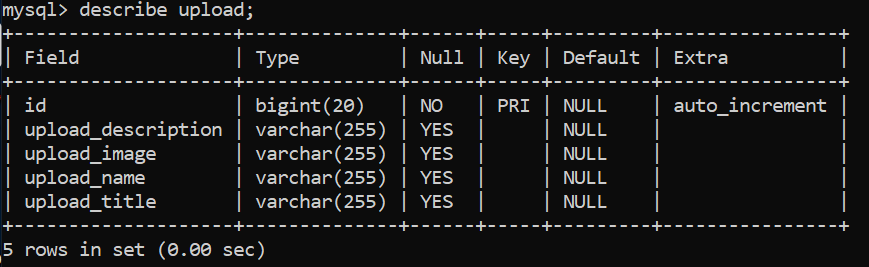 mysql> describe upload;
+--------------------+--------------+------+-----+---------+----------------+
| Field              | Type         | Null | Key | Default | Extra          |
+--------------------+--------------+------+-----+---------+----------------+
| id                 | bigint(20)   | NO   | PRI | NULL    | auto_increment |
| upload_description | varchar(255) | YES  |     | NULL    |                |
| upload_image       | varchar(255) | YES  |     | NULL    |                |
| upload_name        | varchar(255) | YES  |     | NULL    |                |
| upload_title       | varchar(255) | YES  |     | NULL    |                |
+--------------------+--------------+------+-----+---------+----------------+
5 rows in set (0.00 sec)